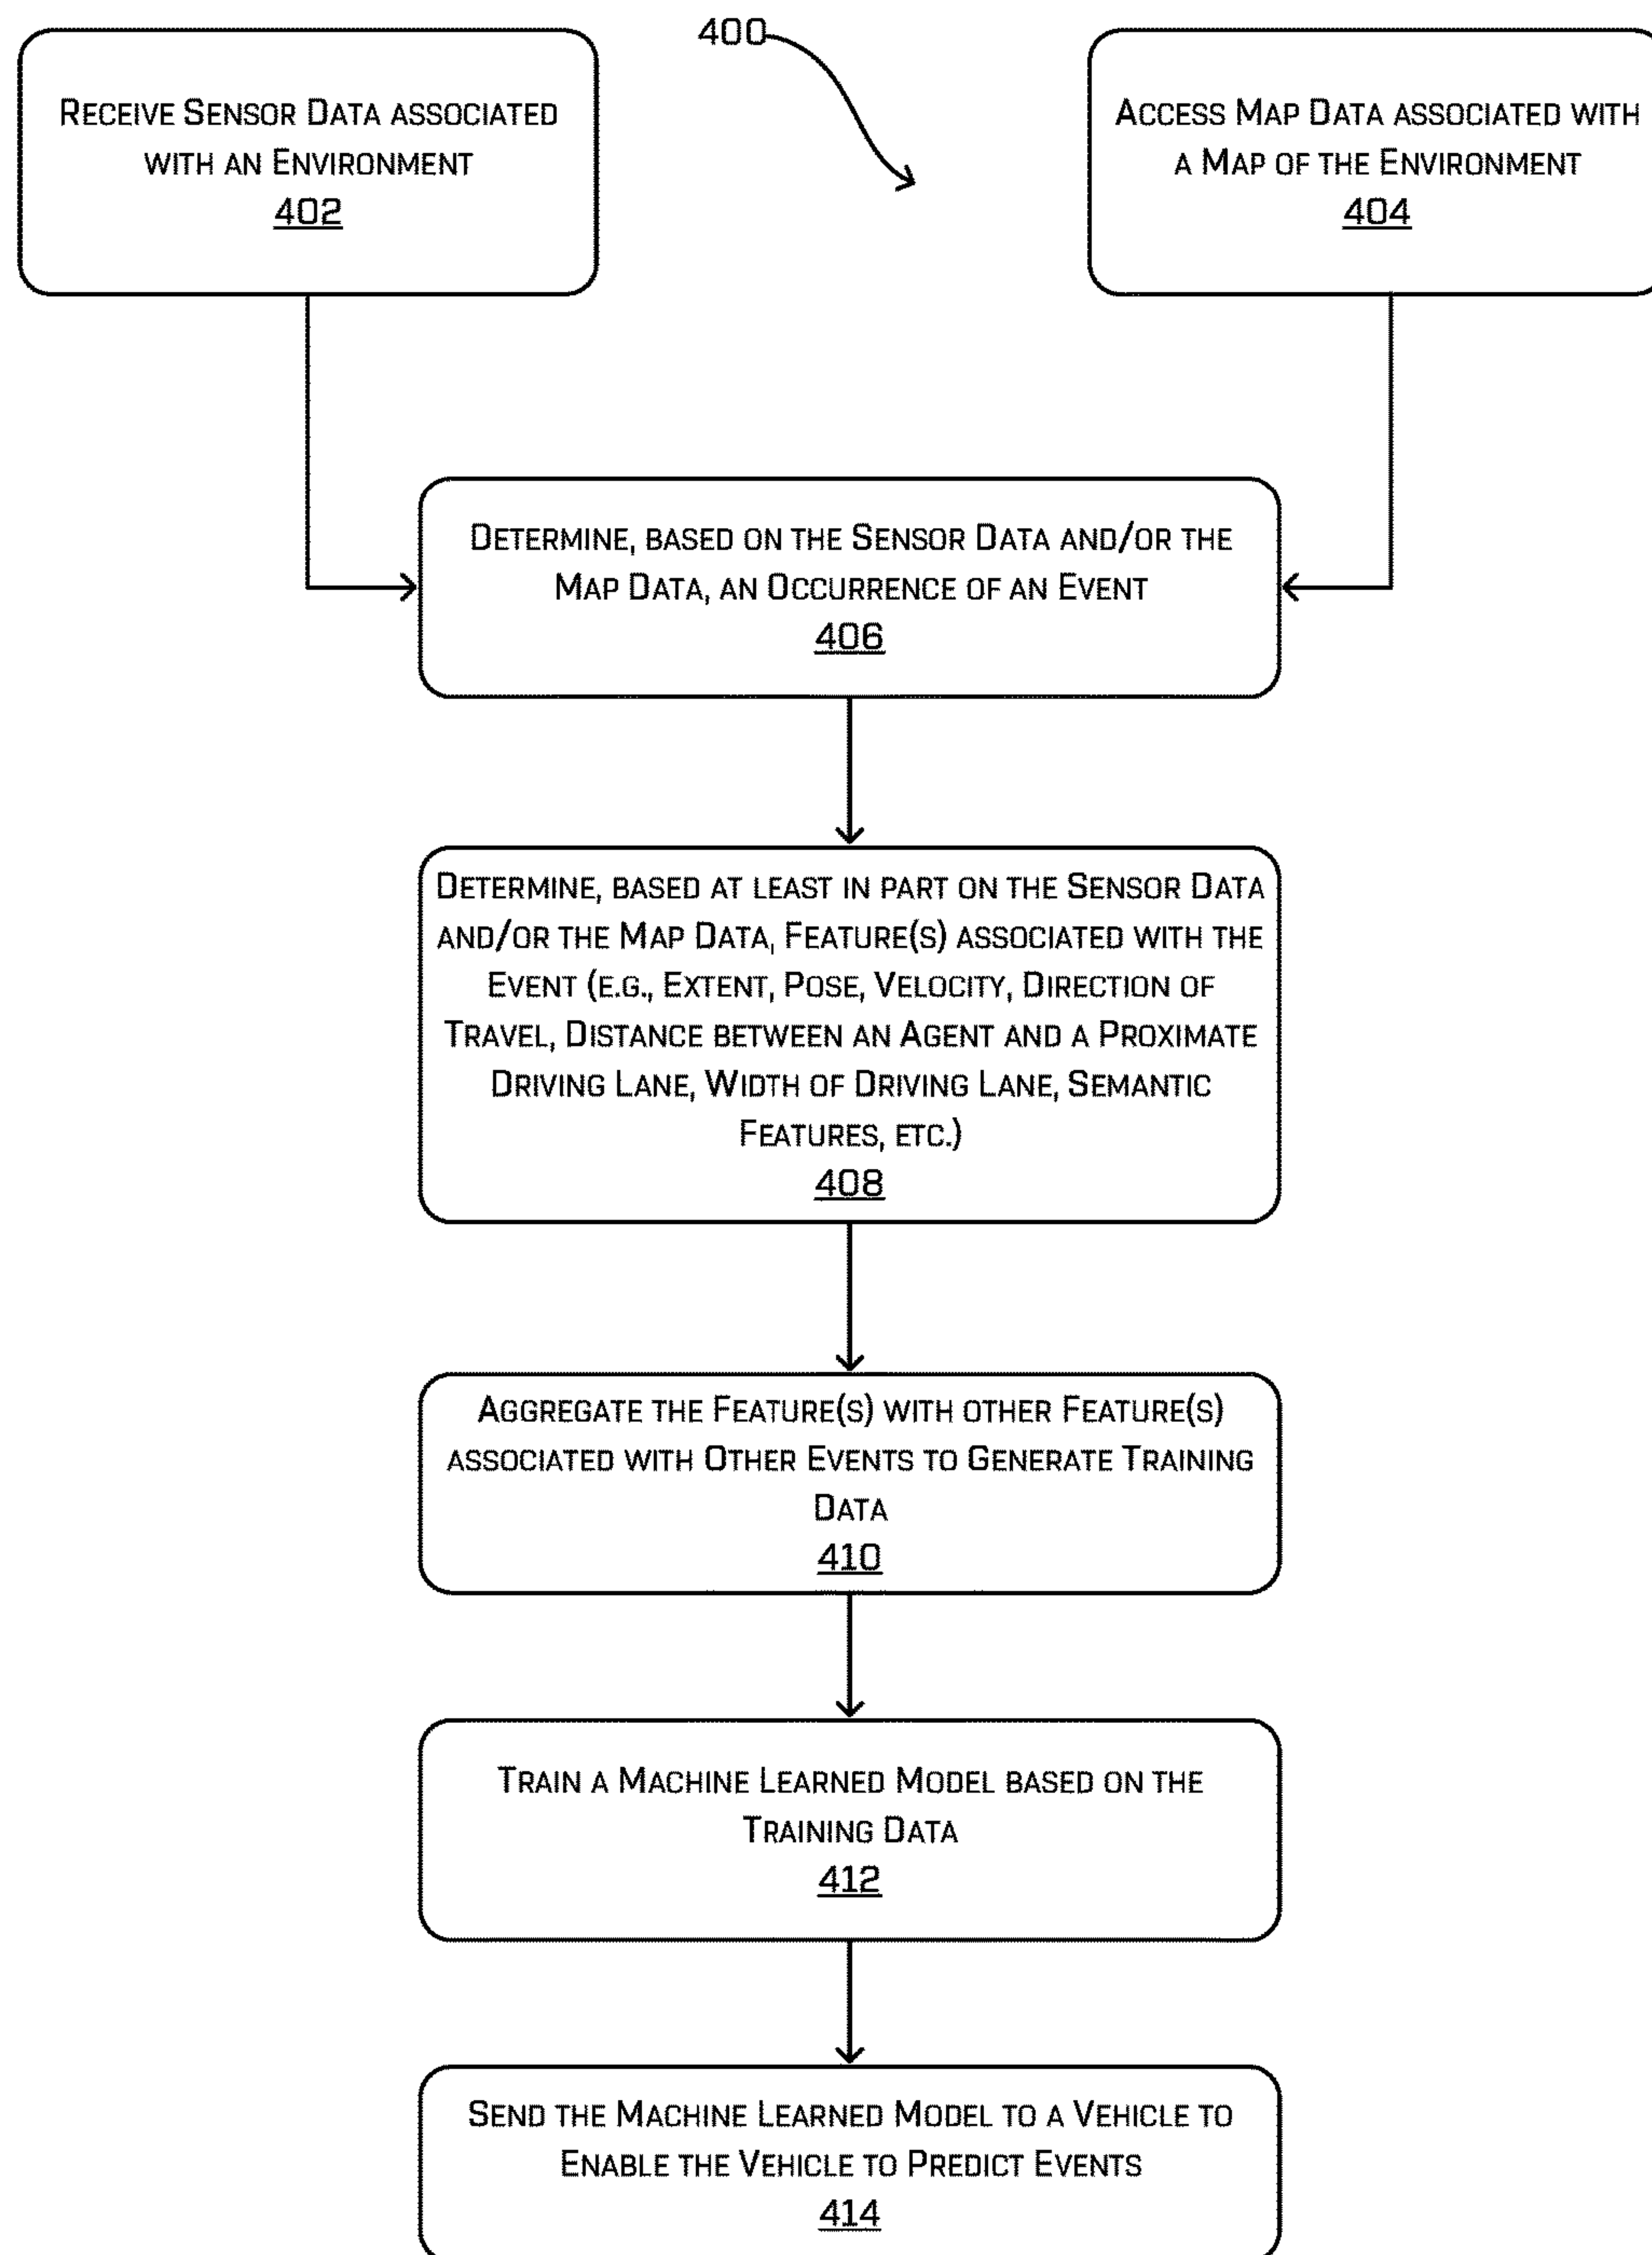 400
Receive Sensor Data associated
with an Environment
402
Access Map Data associated with
a Map of the Environment
404
Determine, based on the Sensor Data and/or the
Map Data, an Occurrence of an Event
406
Determine, based at least in part on the Sensor Data
and/or the Map Data, Feature(s) associated with the
Event (e.g., Extent, Pose, Velocity, Direction of
Travel, Distance between an Agent and a Proximate
Driving Lane, Width of Driving Lane, Semantic
Features, etc.)
408
Aggregate the Feature(s) with other Feature(s)
associated with Other Events to Generate Training
Data
410
Train a Machine Learned Model based on the
Training Data
412
Send the Machine Learned Model to a Vehicle to
Enable the Vehicle to Predict Events
414